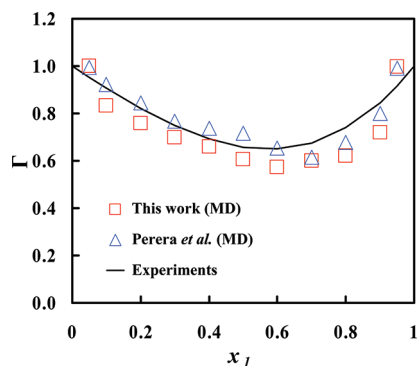 1.2
1.0
0.8
0.6
0.4
0.2
0.0
Γ
This work (MD)
Perera et al. (MD)
Experiments
0 0.2 0.4 0.6 0.8 1
x1